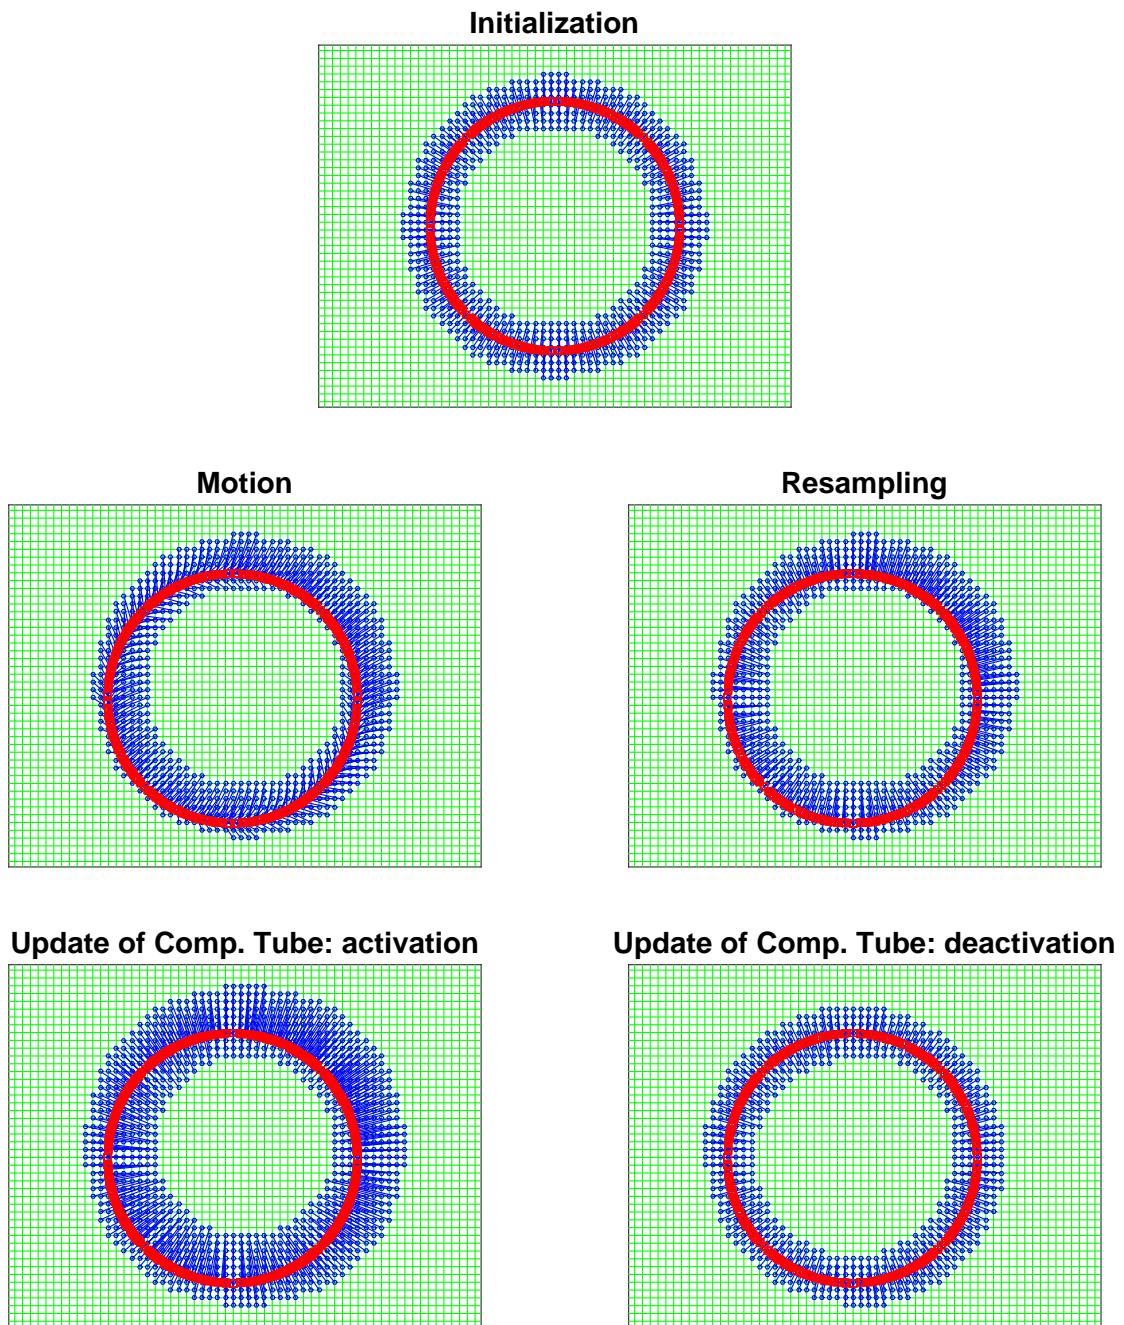 Initialization
Motion
Resampling
Update of Comp. Tube: activation
Update of Comp. Tube: deactivation